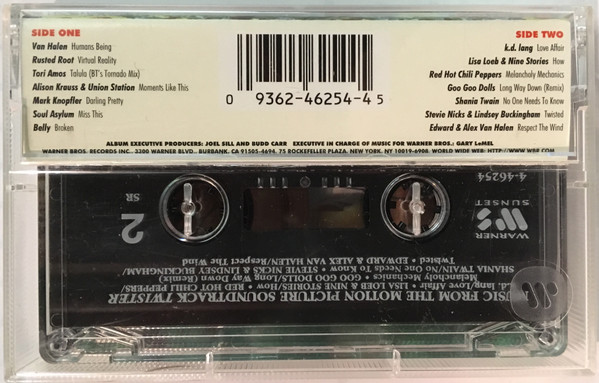 SIDE ONE
Van Halen Humans Being
Rusted Root Virtual Reality
Tori Amos Talula (BT's Tornado Mix)
Alison Krauss & Union Station Moments Like This
Mark Knopfler Darling Pretty
Soul Asylum Miss This
Belly Broken
0 93624-46254-4 5
SIDE TWO
k.d. lang Love Affair
Lisa Loeb & Nine Stories How
Red Hot Chili Peppers Melancholy Mechanics
Goo Goo Dolls Long Way Down (Remix)
Shania Twain No One Needs To Know
Stevie Nicks & Lindsey Buckingham Twisted
Edward & Alex Van Halen Respect The Wind
ALBUM EXECUTIVE PRODUCERS: JOEL SILL AND BUDD CARR EXECUTIVE IN CHARGE OF MUSIC FOR WARNER BROS.: GARY LeMEL
WARNER BROS. RECORDS INC., 3300 WARNER BLVD., BURBANK, CA 91505-4694. 75 ROCKEFELLER PLAZA, NEW YORK, NY 10019-6908. WORLD WIDE WEB: HTTP://WWW.WBR.COM
MUSIC FROM THE MOTION PICTURE SOUNDTRACK TWISTER
k.d. lang/Love Affair • LISA LOEB & NINE STORIES/How • RED HOT CHILI PEPPERS/
Melancholy Mechanics • GOO GOO DOLLS/Long Way Down (Remix)
SHANIA TWAIN/No One Needs To Know • STEVIE NICKS & LINDSEY BUCKINGHAM/
Twisted • EDWARD & ALEX VAN HALEN/Respect The Wind
2
SR
WARNER
SUNSET
4-46254